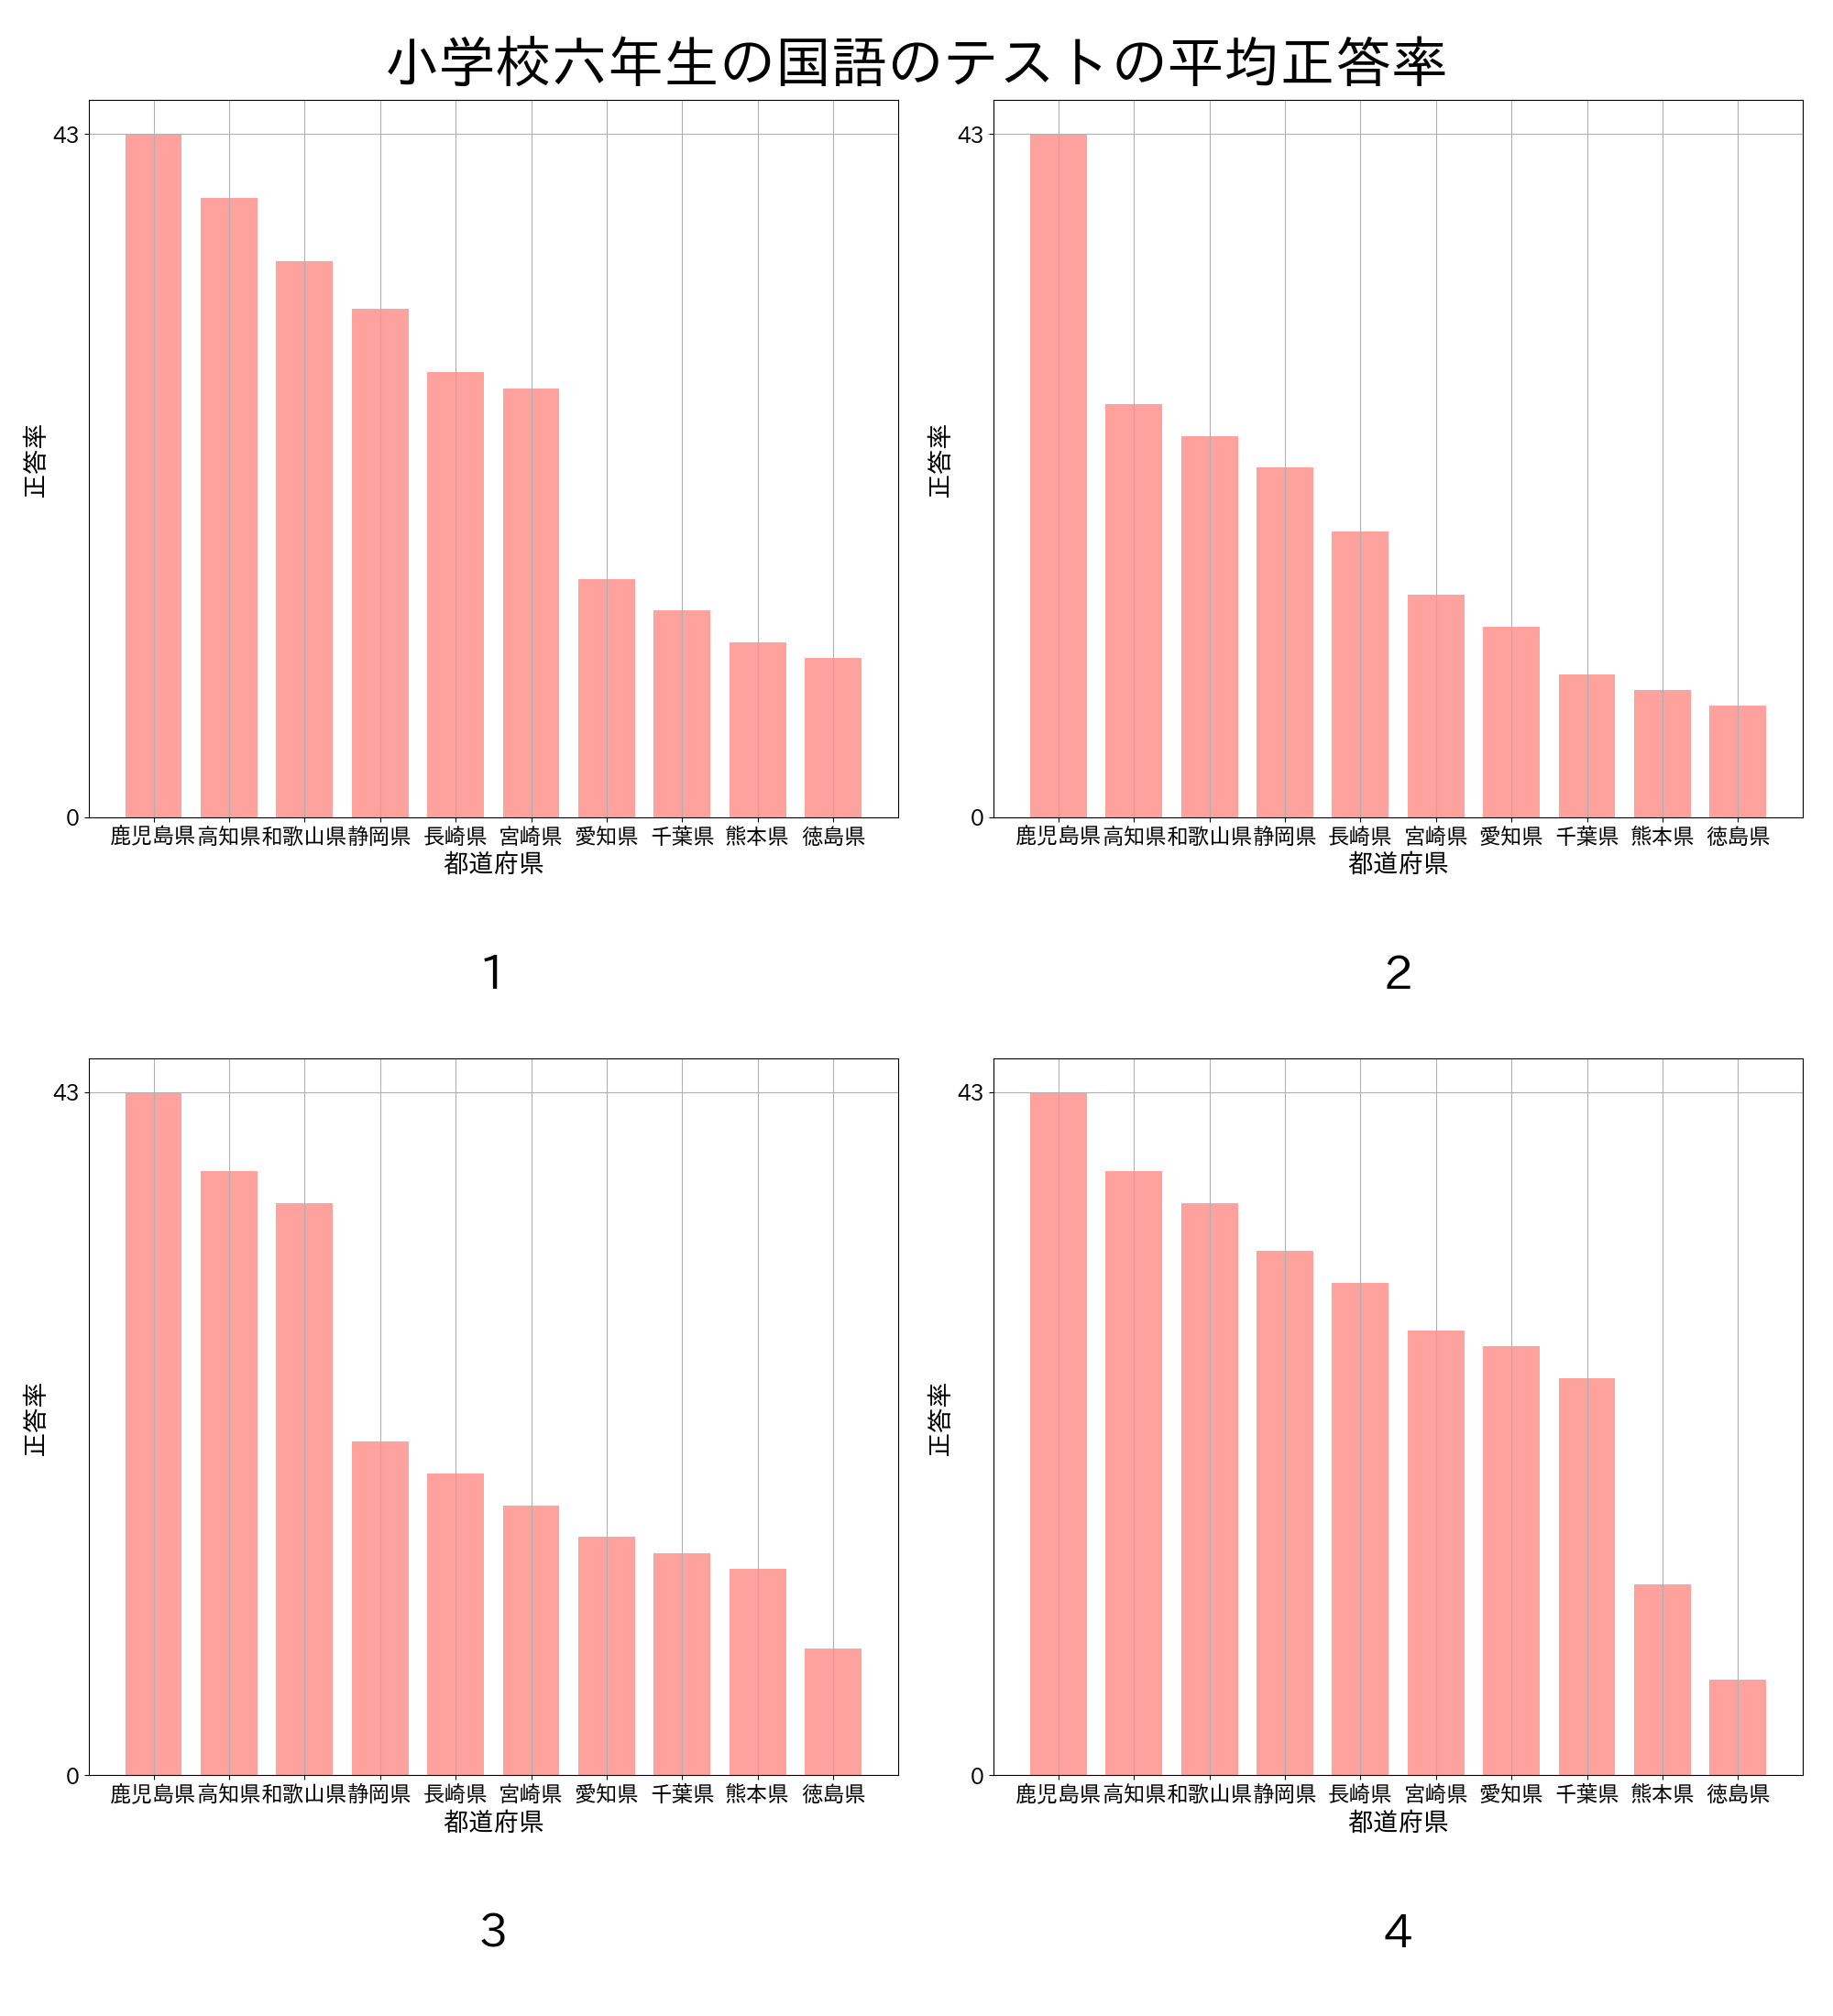 小学校六年生の国語のテストの平均正答率
43
0
正答率
鹿児島県 高知県 和歌山県 静岡県 長崎県 宮崎県 愛知県 千葉県 熊本県 徳島県
都道府県
1
43
0
正答率
鹿児島県 高知県 和歌山県 静岡県 長崎県 宮崎県 愛知県 千葉県 熊本県 徳島県
都道府県
2
43
0
正答率
鹿児島県 高知県 和歌山県 静岡県 長崎県 宮崎県 愛知県 千葉県 熊本県 徳島県
都道府県
3
43
0
正答率
鹿児島県 高知県 和歌山県 静岡県 長崎県 宮崎県 愛知県 千葉県 熊本県 徳島県
都道府県
4